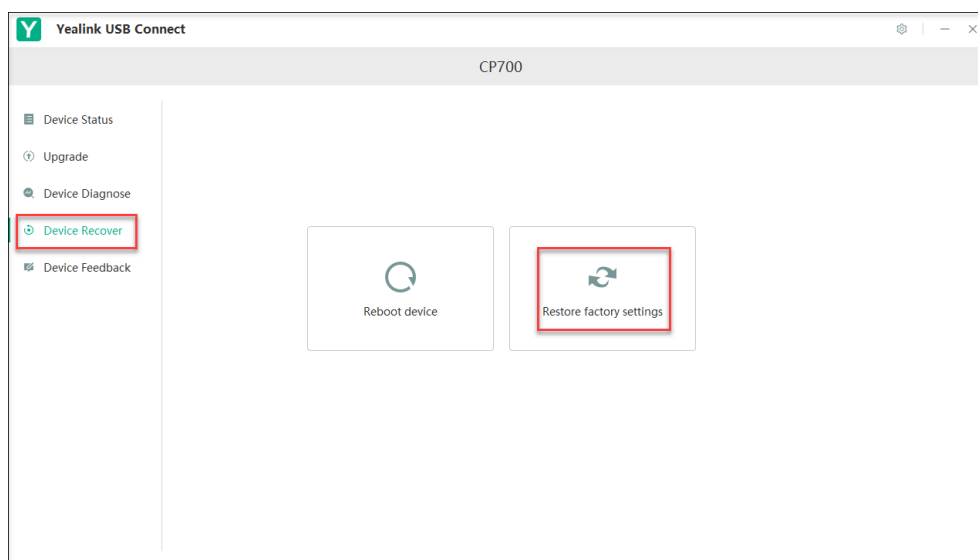 Yealink USB Connect
CP700
Device Status
Upgrade
Device Diagnose
Device Recover
Device Feedback
Reboot device
Restore factory settings